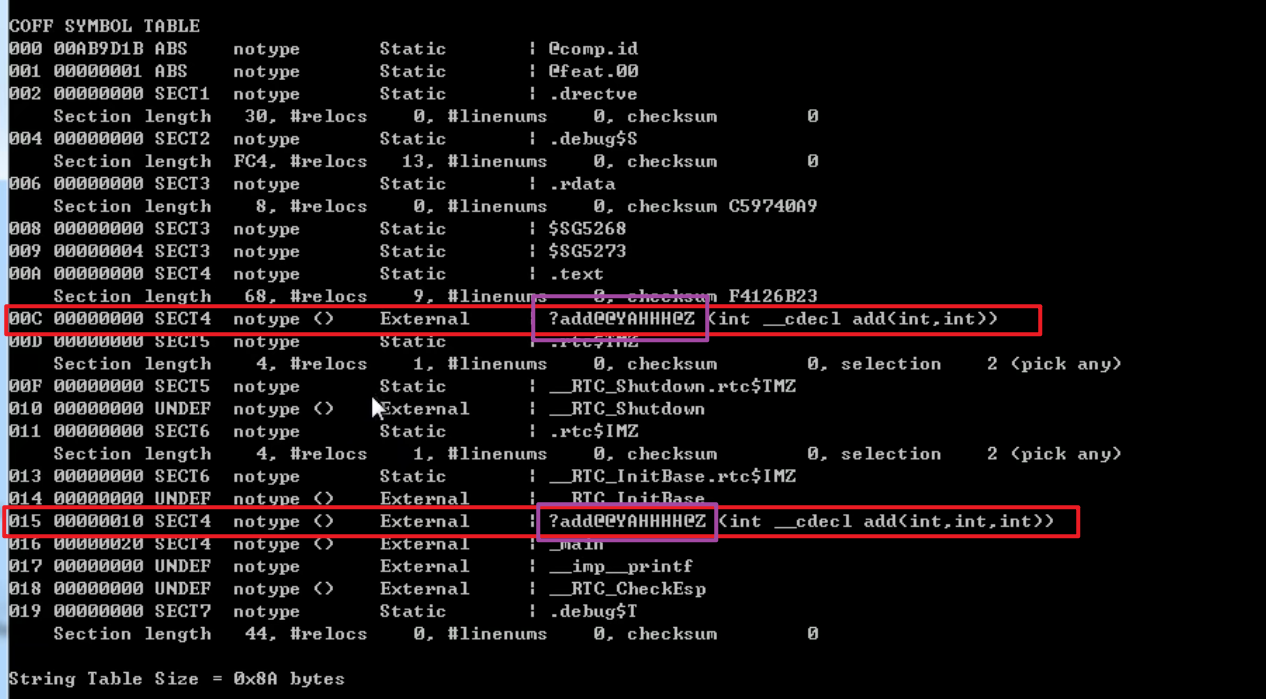 COFF SYMBOL TABLE
000 00AB9D1B ABS    notype       Static       | @comp.id
001 00000001 ABS    notype       Static       | @feat.00
002 00000000 SECT1  notype       Static       | .drectve
    Section length   30, #relocs    0, #linenums    0, checksum        0
004 00000000 SECT2  notype       Static       | .debug$S
    Section length  FC4, #relocs   13, #linenums    0, checksum        0
006 00000000 SECT3  notype       Static       | .rdata
    Section length    8, #relocs    0, #linenums    0, checksum C59740A9
008 00000000 SECT3  notype       Static       | $SG5268
009 00000004 SECT3  notype       Static       | $SG5273
00A 00000000 SECT4  notype       Static       | .text
    Section length   68, #relocs    9, #linenums    0, checksum F4126B23
00C 00000000 SECT4  notype ()    External     | ?add@@YAHHH@Z (int __cdecl add(int,int))
00D 00000000 SECT5  notype       Static       | .rtc$IMZ
    Section length    4, #relocs    1, #linenums    0, checksum        0, selection    2 (pick any)
00F 00000000 SECT5  notype       Static       | __RTC_Shutdown.rtc$IMZ
010 00000000 UNDEF  notype ()    External     | __RTC_Shutdown
011 00000000 SECT6  notype       Static       | .rtc$IMZ
    Section length    4, #relocs    1, #linenums    0, checksum        0, selection    2 (pick any)
013 00000000 SECT6  notype       Static       | __RTC_InitBase.rtc$IMZ
014 00000000 UNDEF  notype ()    External     | __RTC_InitBase
015 00000010 SECT4  notype ()    External     | ?add@@YAHHHH@Z (int __cdecl add(int,int,int))
016 00000020 SECT4  notype ()    External     | _main
017 00000000 UNDEF  notype       External     | __imp__printf
018 00000000 UNDEF  notype ()    External     | __RTC_CheckEsp
019 00000000 SECT7  notype       Static       | .debug$T
    Section length   44, #relocs    0, #linenums    0, checksum        0
String Table Size = 0x8A bytes